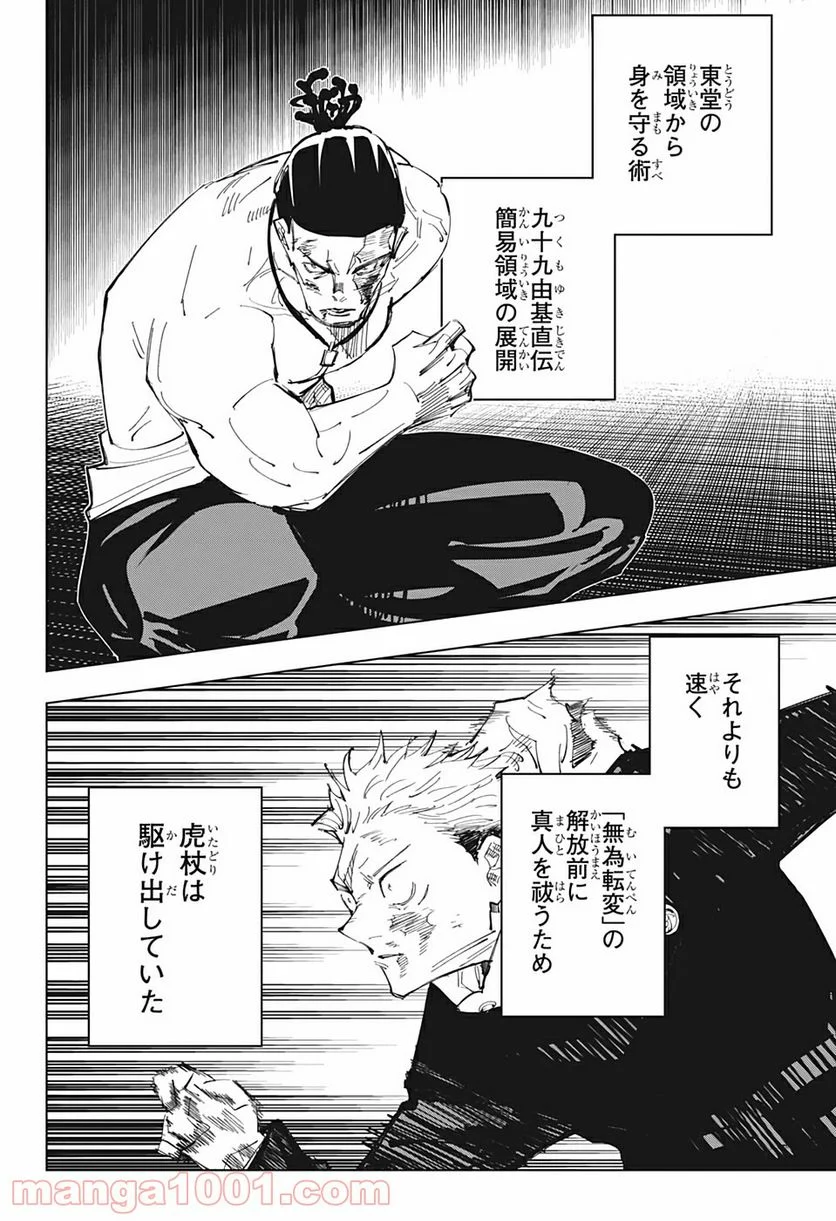 東堂の
領域から
身を守る術
九十九由基直伝
簡易領域の展開
それよりも
速く
「無為転変」の
解放前に
真人を祓うため
虎杖は
駆け出していた
manga1001.com